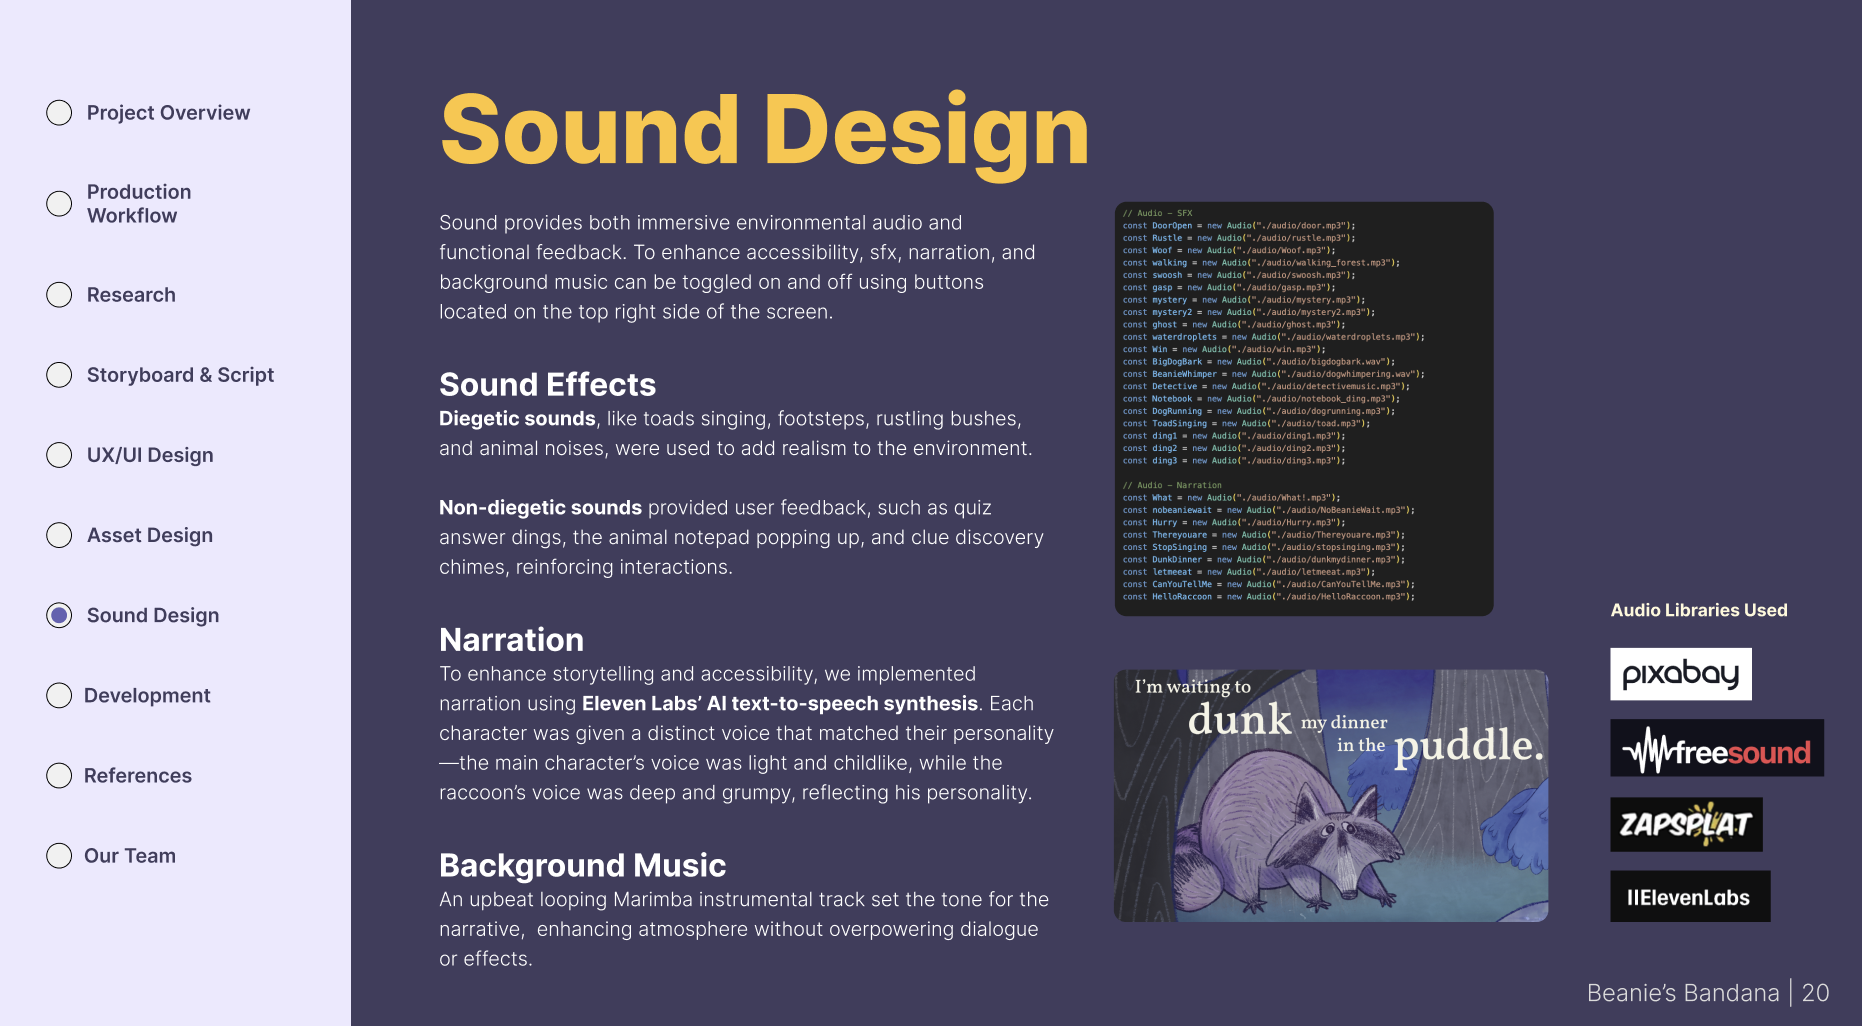 Project Overview
Production
Workflow
Research
Storyboard & Script
UX/UI Design
Asset Design
Sound Design
Development
References
Our Team
Sound Design
Sound provides both immersive environmental audio and
functional feedback. To enhance accessibility, sfx, narration, and
background music can be toggled on and off using buttons
located on the top right side of the screen.
Sound Effects
Diegetic sounds, like toads singing, footsteps, rustling bushes,
and animal noises, were used to add realism to the environment.
Non-diegetic sounds provided user feedback, such as quiz
answer dings, the animal notepad popping up, and clue discovery
chimes, reinforcing interactions.
Narration
To enhance storytelling and accessibility, we implemented
narration using Eleven Labs’ AI text-to-speech synthesis. Each
character was given a distinct voice that matched their personality
—the main character’s voice was light and childlike, while the
raccoon’s voice was deep and grumpy, reflecting his personality.
Background Music
An upbeat looping Marimba instrumental track set the tone for the
narrative,  enhancing atmosphere without overpowering dialogue
or effects.
// Audio – SFX
const DoorOpen = new Audio("./audio/door.mp3");
const Rustle = new Audio("./audio/rustle.mp3");
const Woof = new Audio("./audio/Woof.mp3");
const walking = new Audio("./audio/walking_forest.mp3");
const swoosh = new Audio("./audio/swoosh.mp3");
const gasp = new Audio("./audio/gasp.mp3");
const mystery = new Audio("./audio/mystery.mp3");
const mystery2 = new Audio("./audio/mystery2.mp3");
const ghost = new Audio("./audio/ghost.mp3");
const waterdroplets = new Audio("./audio/waterdroplets.mp3");
const Win = new Audio("./audio/win.mp3");
const BigDogBark = new Audio("./audio/bigdogbark.wav");
const BeanieWhimper = new Audio("./audio/dogwhimpering.wav");
const Detective = new Audio("./audio/detectivemusic.mp3");
const Notebook = new Audio("./audio/notebook_ding.mp3");
const DogRunning = new Audio("./audio/dogrunning.mp3");
const ToadSinging = new Audio("./audio/toad.mp3");
const ding1 = new Audio("./audio/ding1.mp3");
const ding2 = new Audio("./audio/ding2.mp3");
const ding3 = new Audio("./audio/ding3.mp3");
// Audio – Narration
const What = new Audio("./audio/What!.mp3");
const nobeaniewait = new Audio("./audio/NoBeanieWait.mp3");
const Hurry = new Audio("./audio/Hurry.mp3");
const Thereyouare = new Audio("./audio/Thereyouare.mp3");
const StopSinging = new Audio("./audio/stopsinging.mp3");
const DunkDinner = new Audio("./audio/dunkmydinner.mp3");
const letmeeat = new Audio("./audio/letmeeat.mp3");
const CanYouTellMe = new Audio("./audio/CanYouTellMe.mp3");
const HelloRaccoon = new Audio("./audio/HelloRaccoon.mp3");
I’m waiting to
dunk my dinner
in the puddle.
Audio Libraries Used
pixabay
freesound
ZAPSPLAT
IIElevenLabs
Beanie’s Bandana | 20